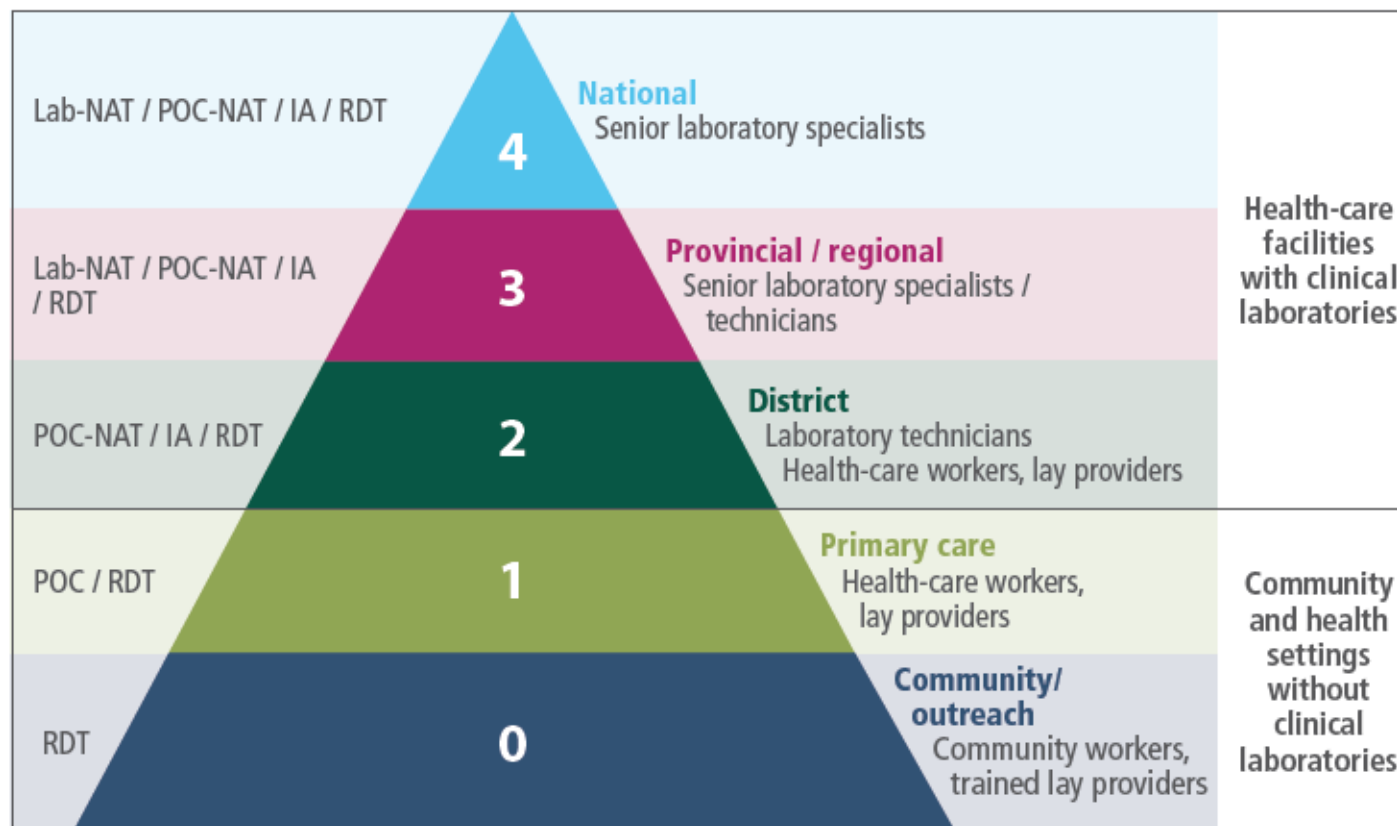 Lab-NAT / POC-NAT / IA / RDT
4
National
Senior laboratory specialists
Lab-NAT / POC-NAT / IA
/ RDT
3
Provincial / regional
Senior laboratory specialists /
technicians
Health-care
facilities
with clinical
laboratories
POC-NAT / IA / RDT
2
District
Laboratory technicians
Health-care workers, lay providers
POC / RDT
1
Primary care
Health-care workers,
lay providers
RDT
0
Community/
outreach
Community workers,
trained lay providers
Community
and health
settings
without
clinical
laboratories